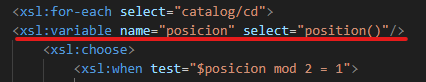 <xsl:for-each select="catalog/cd">
<xsl:variable name="posicion" select="position()"/>
<xsl:choose>
<xsl:when test="$posicion mod 2 = 1">